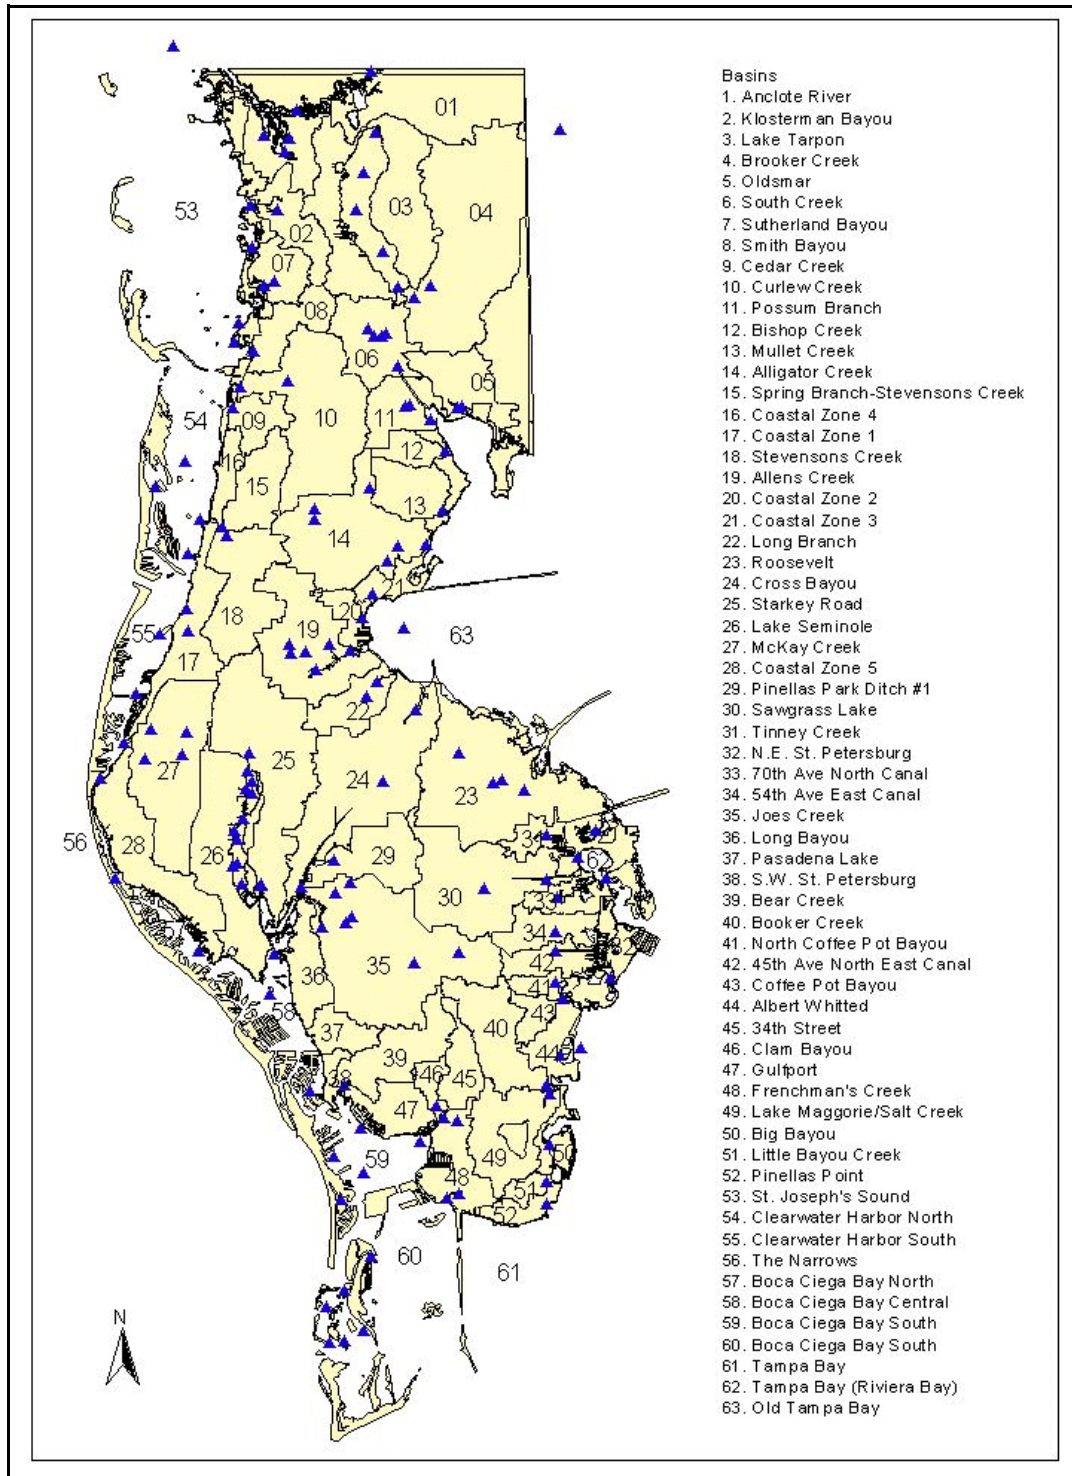 Basins
1. Anclote River
2. Klosterman Bayou
3. Lake Tarpon
4. Brooker Creek
5. Oldsmar
6. South Creek
7. Sutherland Bayou
8. Smith Bayou
9. Cedar Creek
10. Curlew Creek
11. Possum Branch
12. Bishop Creek
13. Mullet Creek
14. Alligator Creek
15. Spring Branch-Stevensons Creek
16. Coastal Zone 4
17. Coastal Zone 1
18. Stevensons Creek
19. Allens Creek
20. Coastal Zone 2
21. Coastal Zone 3
22. Long Branch
23. Roosevelt
24. Cross Bayou
25. Starkey Road
26. Lake Seminole
27. McKay Creek
28. Coastal Zone 5
29. Pinellas Park Ditch #1
30. Sawgrass Lake
31. Tinney Creek
32. N.E. St. Petersburg
33. 70th Ave North Canal
34. 54th Ave East Canal
35. Joes Creek
36. Long Bayou
37. Pasadena Lake
38. S.W. St. Petersburg
39. Bear Creek
40. Booker Creek
41. North Coffee Pot Bayou
42. 45th Ave North East Canal
43. Coffee Pot Bayou
44. Albert Whitted
45. 34th Street
46. Clam Bayou
47. Gulfport
48. Frenchman's Creek
49. Lake Maggorie/Salt Creek
50. Big Bayou
51. Little Bayou Creek
52. Pinellas Point
53. St. Joseph's Sound
54. Clearwater Harbor North
55. Clearwater Harbor South
56. The Narrows
57. Boca Ciega Bay North
58. Boca Ciega Bay Central
59. Boca Ciega Bay South
60. Boca Ciega Bay South
61. Tampa Bay
62. Tampa Bay (Riviera Bay)
63. Old Tampa Bay
01
03
04
53
02
07
08
06
05
54
09
10
11
12
16
15
13
14
21
20
18
19
63
55
17
22
25
27
24
23
56
28
26
29
31
62
30
33
34
32
35
42
36
41
58
40
43
37
39
44
38
46
45
47
49
50
59
48
51
52
60
61
N